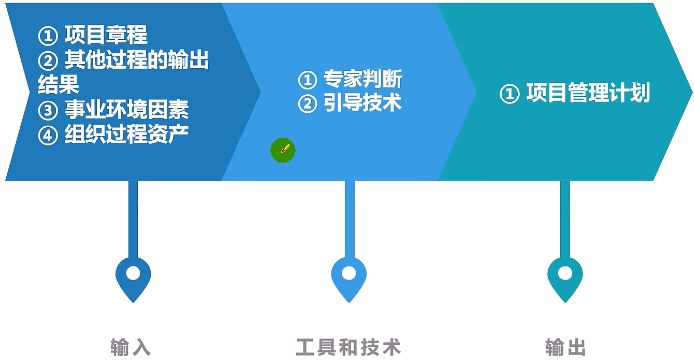 ① 项目章程
② 其他过程的输出
结果
③ 事业环境因素
④ 组织过程资产
① 专家判断
② 引导技术
① 项目管理计划
输入
工具和技术
输出